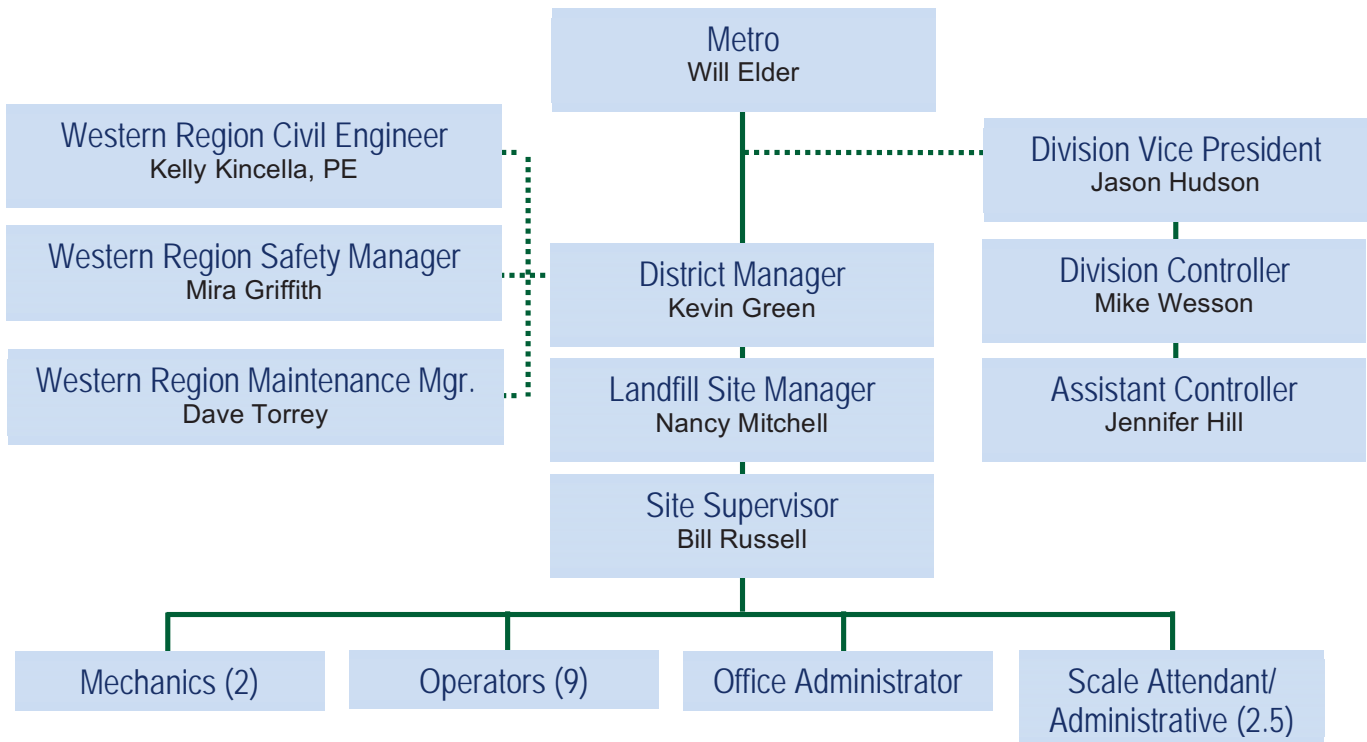 Metro
Will Elder
Western Region Civil Engineer
Kelly Kincella, PE
Division Vice President
Jason Hudson
Western Region Safety Manager
Mira Griffith
District Manager
Kevin Green
Division Controller
Mike Wesson
Western Region Maintenance Mgr.
Dave Torrey
Landfill Site Manager
Nancy Mitchell
Assistant Controller
Jennifer Hill
Site Supervisor
Bill Russell
Mechanics (2)
Operators (9)
Office Administrator
Scale Attendant/
Administrative (2.5)